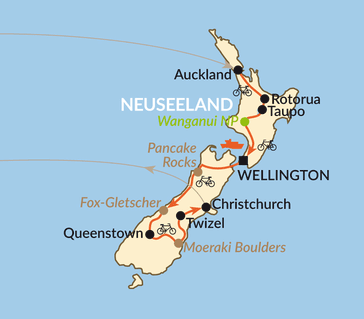 Auckland
Rotorua
NEUSEELAND
Taupo
Wanganui NP
Pancake
Rocks
WELLINGTON
Fox-Gletscher
Christchurch
Twizel
Queenstown
Moeraki Boulders